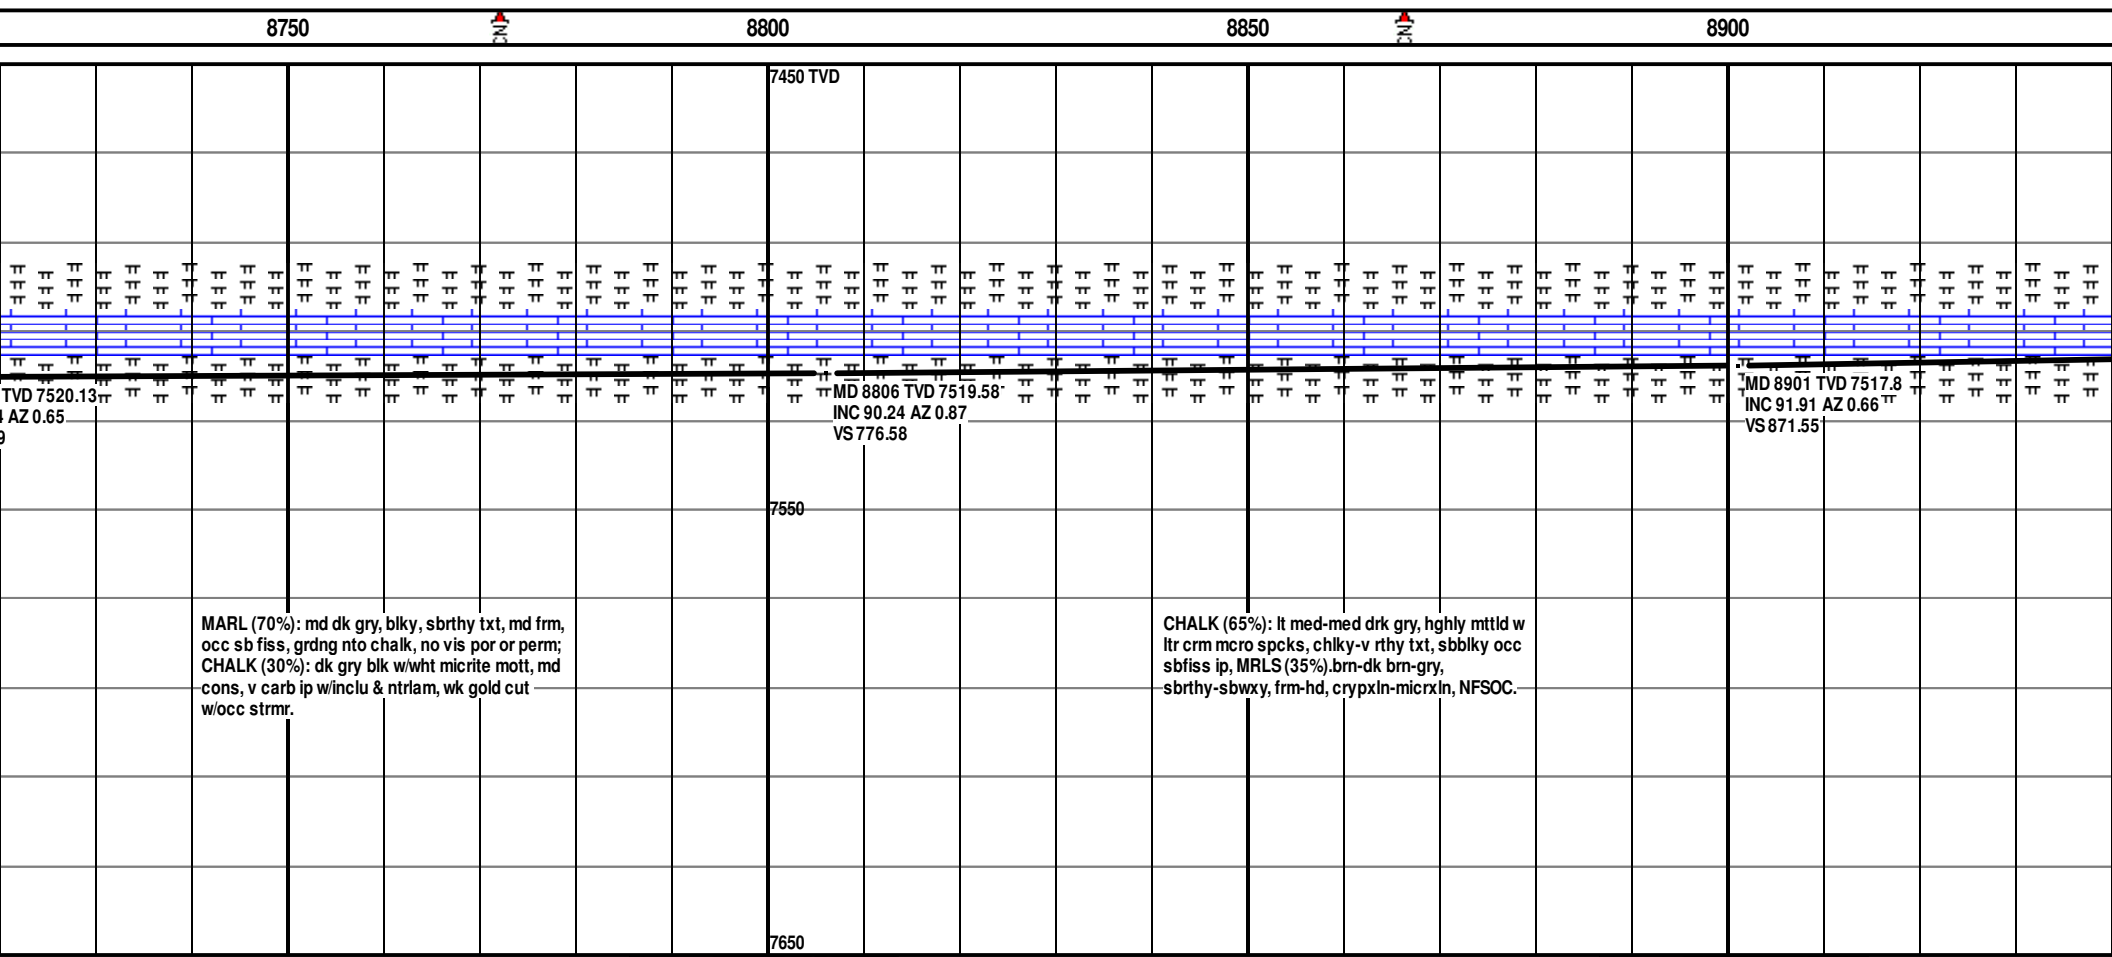 8750 CN 8800 8850 CN 8900
7450 TVD
TVD 7520.13
AZ 0.65
9
MD 8806 TVD 7519.58
INC 90.24 AZ 0.87
VS 776.58
MD 8901 TVD 7517.8
INC 91.91 AZ 0.66
VS 871.55
7550
MARL (70%): md dk gry, blky, sbrthy txt, md frm,
occ sb fiss, grdng nto chalk, no vis por or perm;
CHALK (30%): dk gry blk w/wht micrite mott, md
cons, v carb ip w/inclu & ntrlam, wk gold cut
w/occ strmr.
CHALK (65%): lt med-med drk gry, hghly mttld w
ltr crm mcro spcks, chlky-v rthy txt, sbblky occ
sbfiss ip, MRLS (35%).brn-dk brn-gry,
sbrthy-sbwxy, frm-hd, crypxln-micrxln, NFSOC.
7650